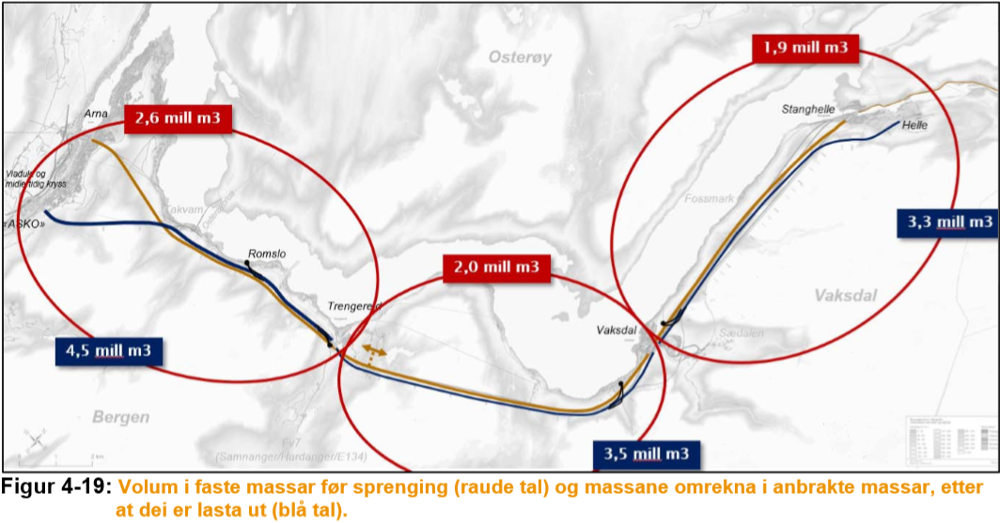 1,9 mill m3
Osterøy
Stanghelle
Arna
2,6 mill m3
Helle
Viadukt og
midlertidig kryss
Fossmark
Takvam
«ASKO»
3,3 mill m3
Romslo
2,0 mill m3
Vaksdal
Trengereid
Vaksdal
Sædalen
4,5 mill m3
Bergen
Fv7
(Samnanger/Hardanger/E134)
3,5 mill m3
Figur 4-19: Volum i faste massar før sprenging (raude tal) og massane omrekna i anbrakte massar, etter
at dei er lasta ut (blå tal).